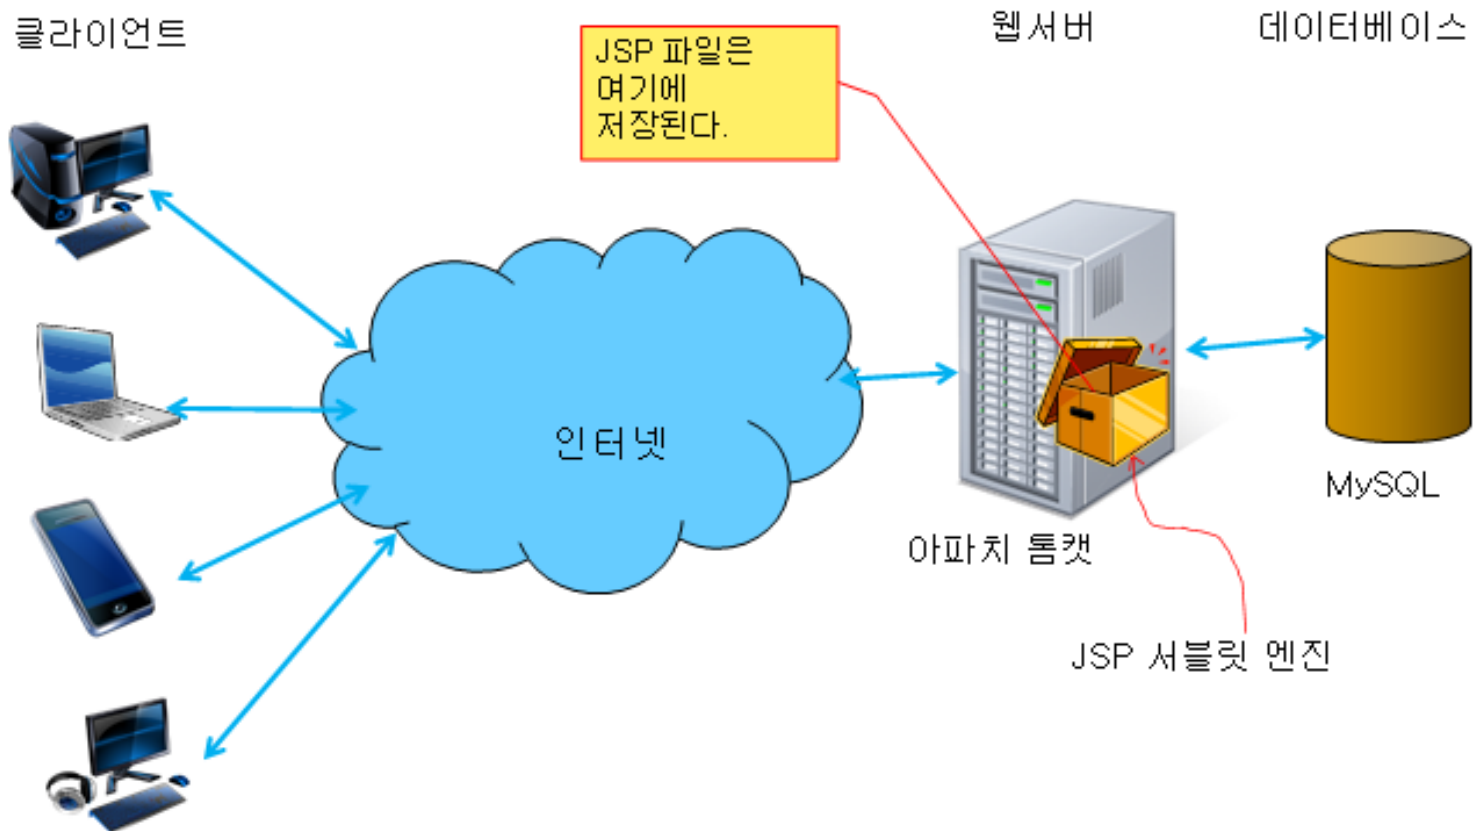 클라이언트
웹서버
데이터베이스
JSP 파일은
여기에
저장된다.
인터넷
MySQL
아파치 톰캣
JSP 서블릿 엔진